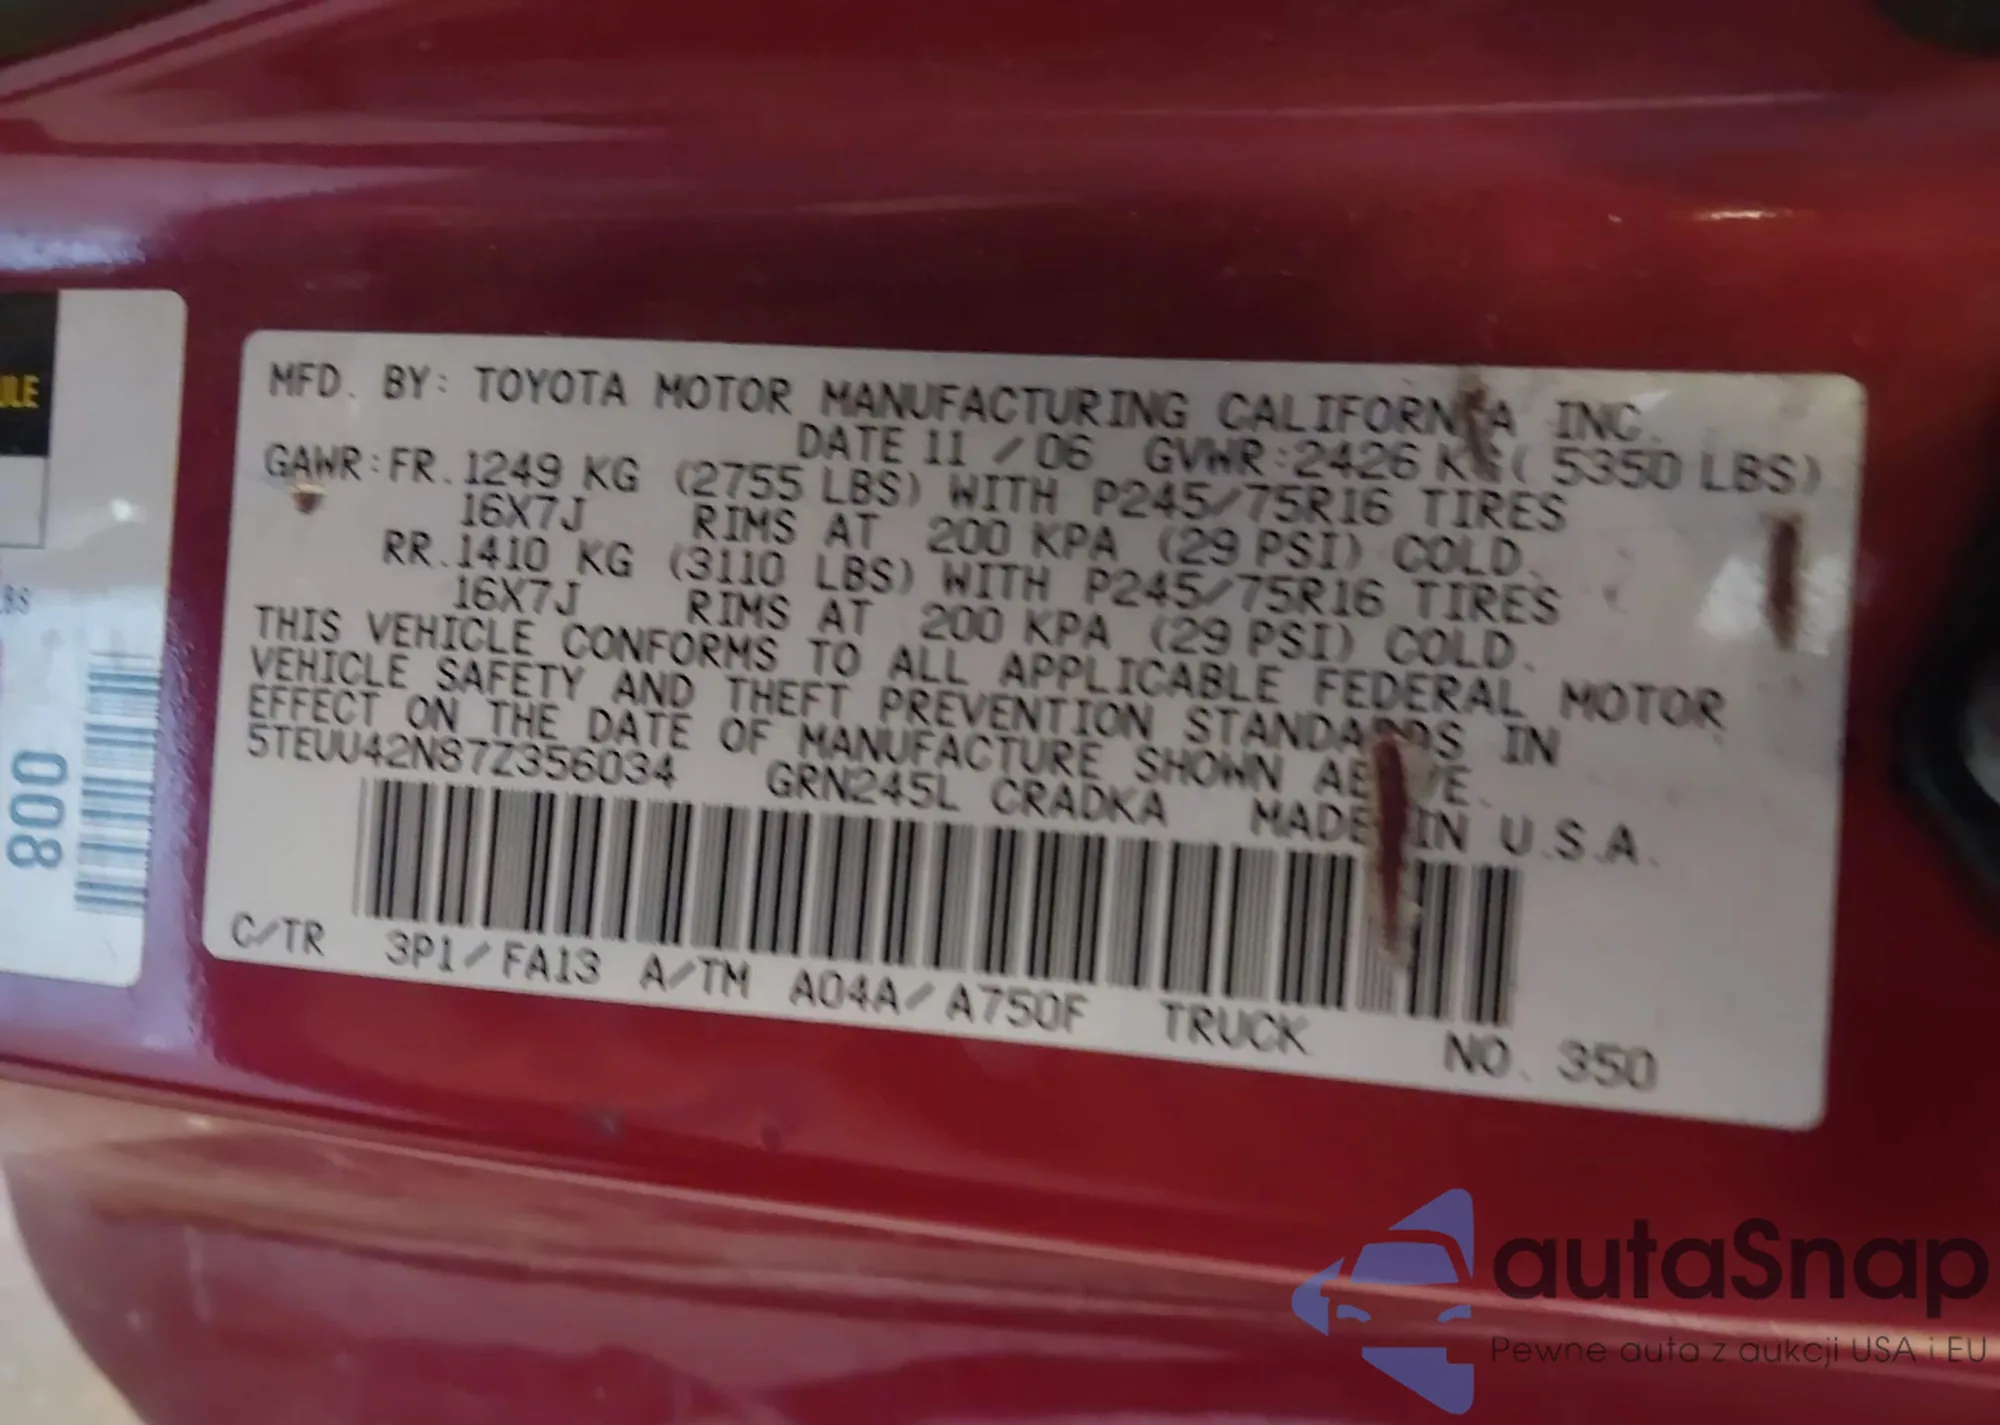 MFD. BY: TOYOTA MOTOR MANUFACTURING CALIFORNIA INC.
DATE 11 / 06 GVWR:2426 KG( 5350 LBS)
GAWR:FR.1249 KG (2755 LBS) WITH P245/75R16 TIRES
16X7J RIMS AT 200 KPA (29 PSI) COLD.
RR.1410 KG (3110 LBS) WITH P245/75R16 TIRES
16X7J RIMS AT 200 KPA (29 PSI) COLD.
THIS VEHICLE CONFORMS TO ALL APPLICABLE FEDERAL MOTOR
VEHICLE SAFETY AND THEFT PREVENTION STANDARDS IN
EFFECT ON THE DATE OF MANUFACTURE SHOWN ABOVE.
5TEUU42N87Z356034 GRN245L CRADKA MADE IN U.S.A.
C/TR 3P1/FA13 A/TM A04A/A750F TRUCK NO. 350
ULE
LBS
008
autaSnap
Pewne auta z aukcji USA i EU